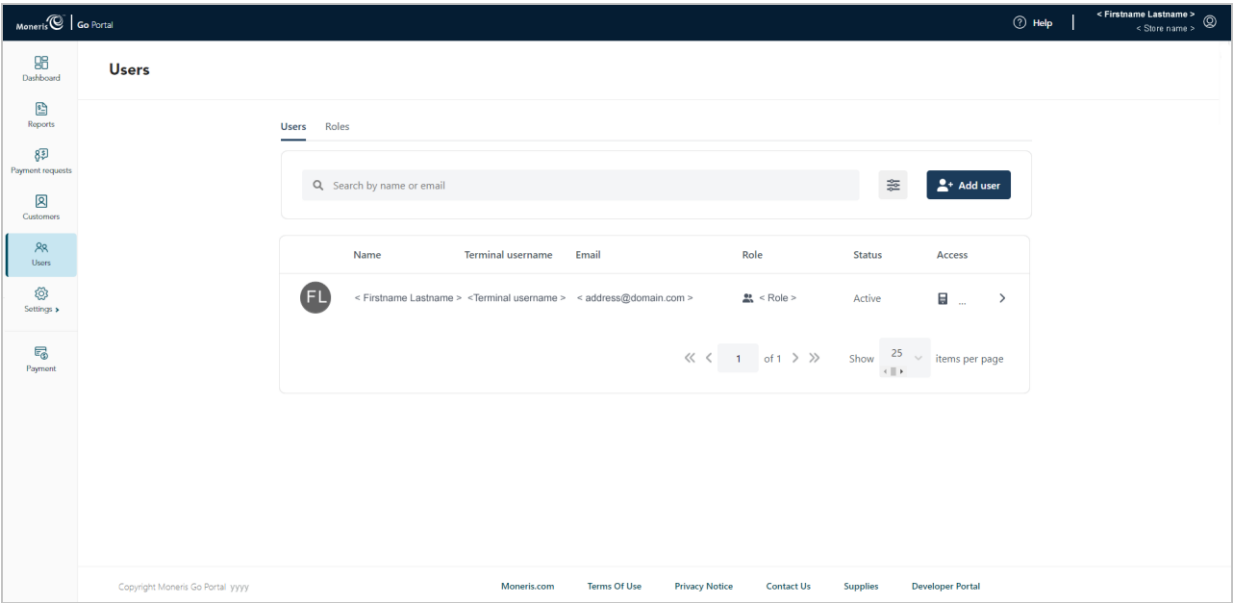 Moneris Go Portal
Help
< Firstname Lastname >
< Store name >
Dashboard
Reports
Payment requests
Customers
Users
Settings
Payment
Users
Users Roles
Search by name or email
Add user
Name Terminal username Email Role Status Access
FL < Firstname Lastname > <Terminal username > < address@domain.com > < Role > Active ...
1 of 1 Show 25 items per page
Copyright Moneris Go Portal yyyy Moneris.com Terms Of Use Privacy Notice Contact Us Supplies Developer Portal